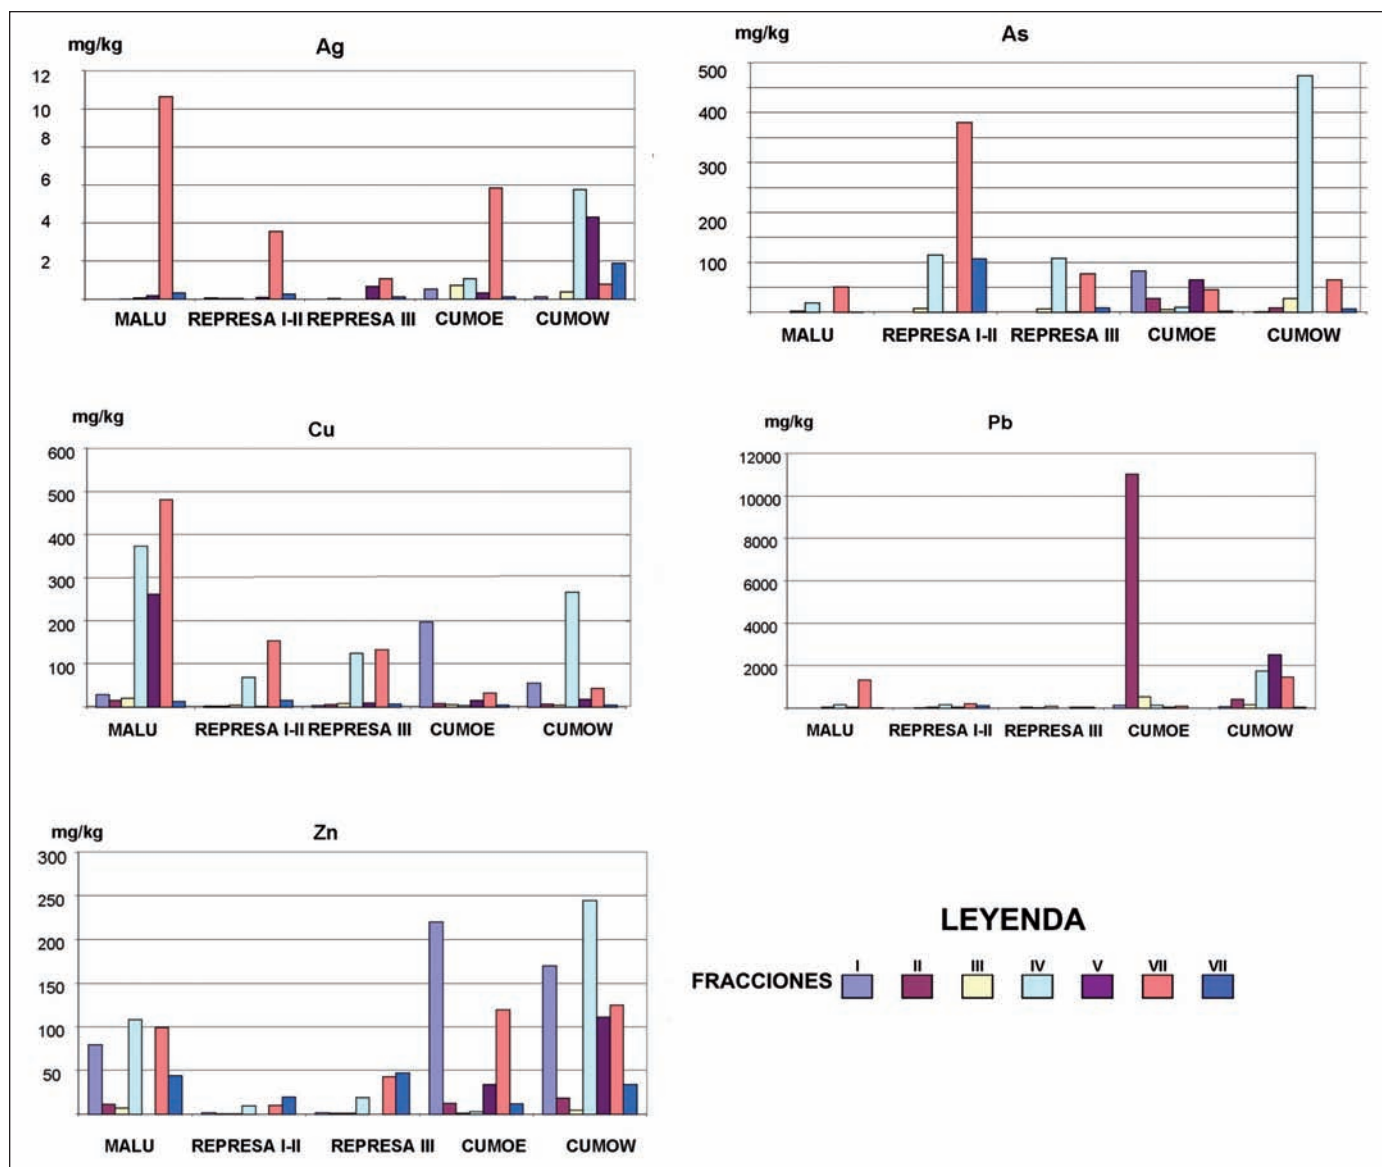 mg/kg
Ag
12
10
8
6
4
2
MALU REPRESA I-II REPRESA III CUMOE CUMOW
mg/kg
As
500
400
300
200
100
MALU REPRESA I-II REPRESA III CUMOE CUMOW
mg/kg
Cu
600
500
400
300
200
100
MALU REPRESA I-II REPRESA III CUMOE CUMOW
mg/kg
Pb
12000
10000
8000
6000
4000
2000
MALU REPRESA I-II REPRESA III CUMOE CUMOW
mg/kg
Zn
300
250
200
150
100
50
MALU REPRESA I-II REPRESA III CUMOE CUMOW
LEYENDA
I II III IV V VII VII
FRACCIONES